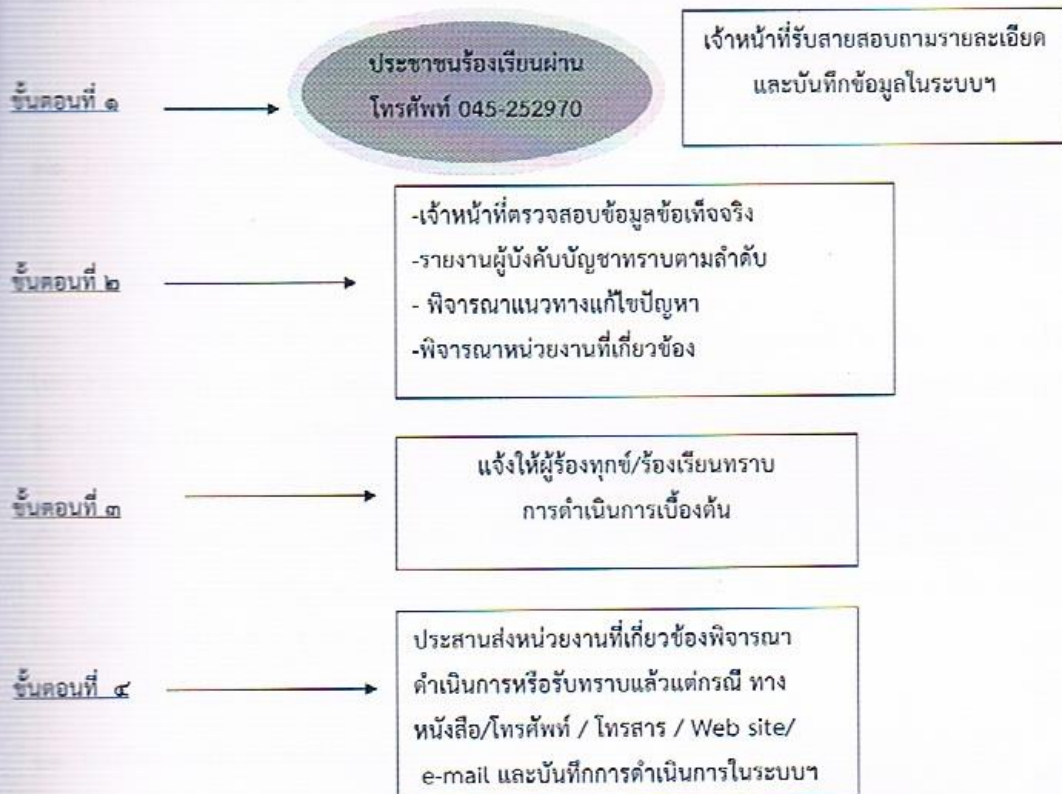 ขั้นตอนที่ ๑
ประชาชนร้องเรียนผ่าน
โทรศัพท์ 045-252970
เจ้าหน้าที่รับสายสอบถามรายละเอียด
และบันทึกข้อมูลในระบบฯ
ขั้นตอนที่ ๒
-เจ้าหน้าที่ตรวจสอบข้อมูลข้อเท็จจริง
-รายงานผู้บังคับบัญชาทราบตามลำดับ
- พิจารณาแนวทางแก้ไขปัญหา
-พิจารณาหน่วยงานที่เกี่ยวข้อง
ขั้นตอนที่ ๓
แจ้งให้ผู้ร้องทุกข์/ร้องเรียนทราบ
การดำเนินการเบื้องต้น
ขั้นตอนที่ ๔
ประสานส่งหน่วยงานที่เกี่ยวข้องพิจารณา
ดำเนินการหรือรับทราบแล้วแต่กรณี ทาง
หนังสือ/โทรศัพท์ / โทรสาร / Web site/
e-mail และบันทึกการดำเนินการในระบบฯ